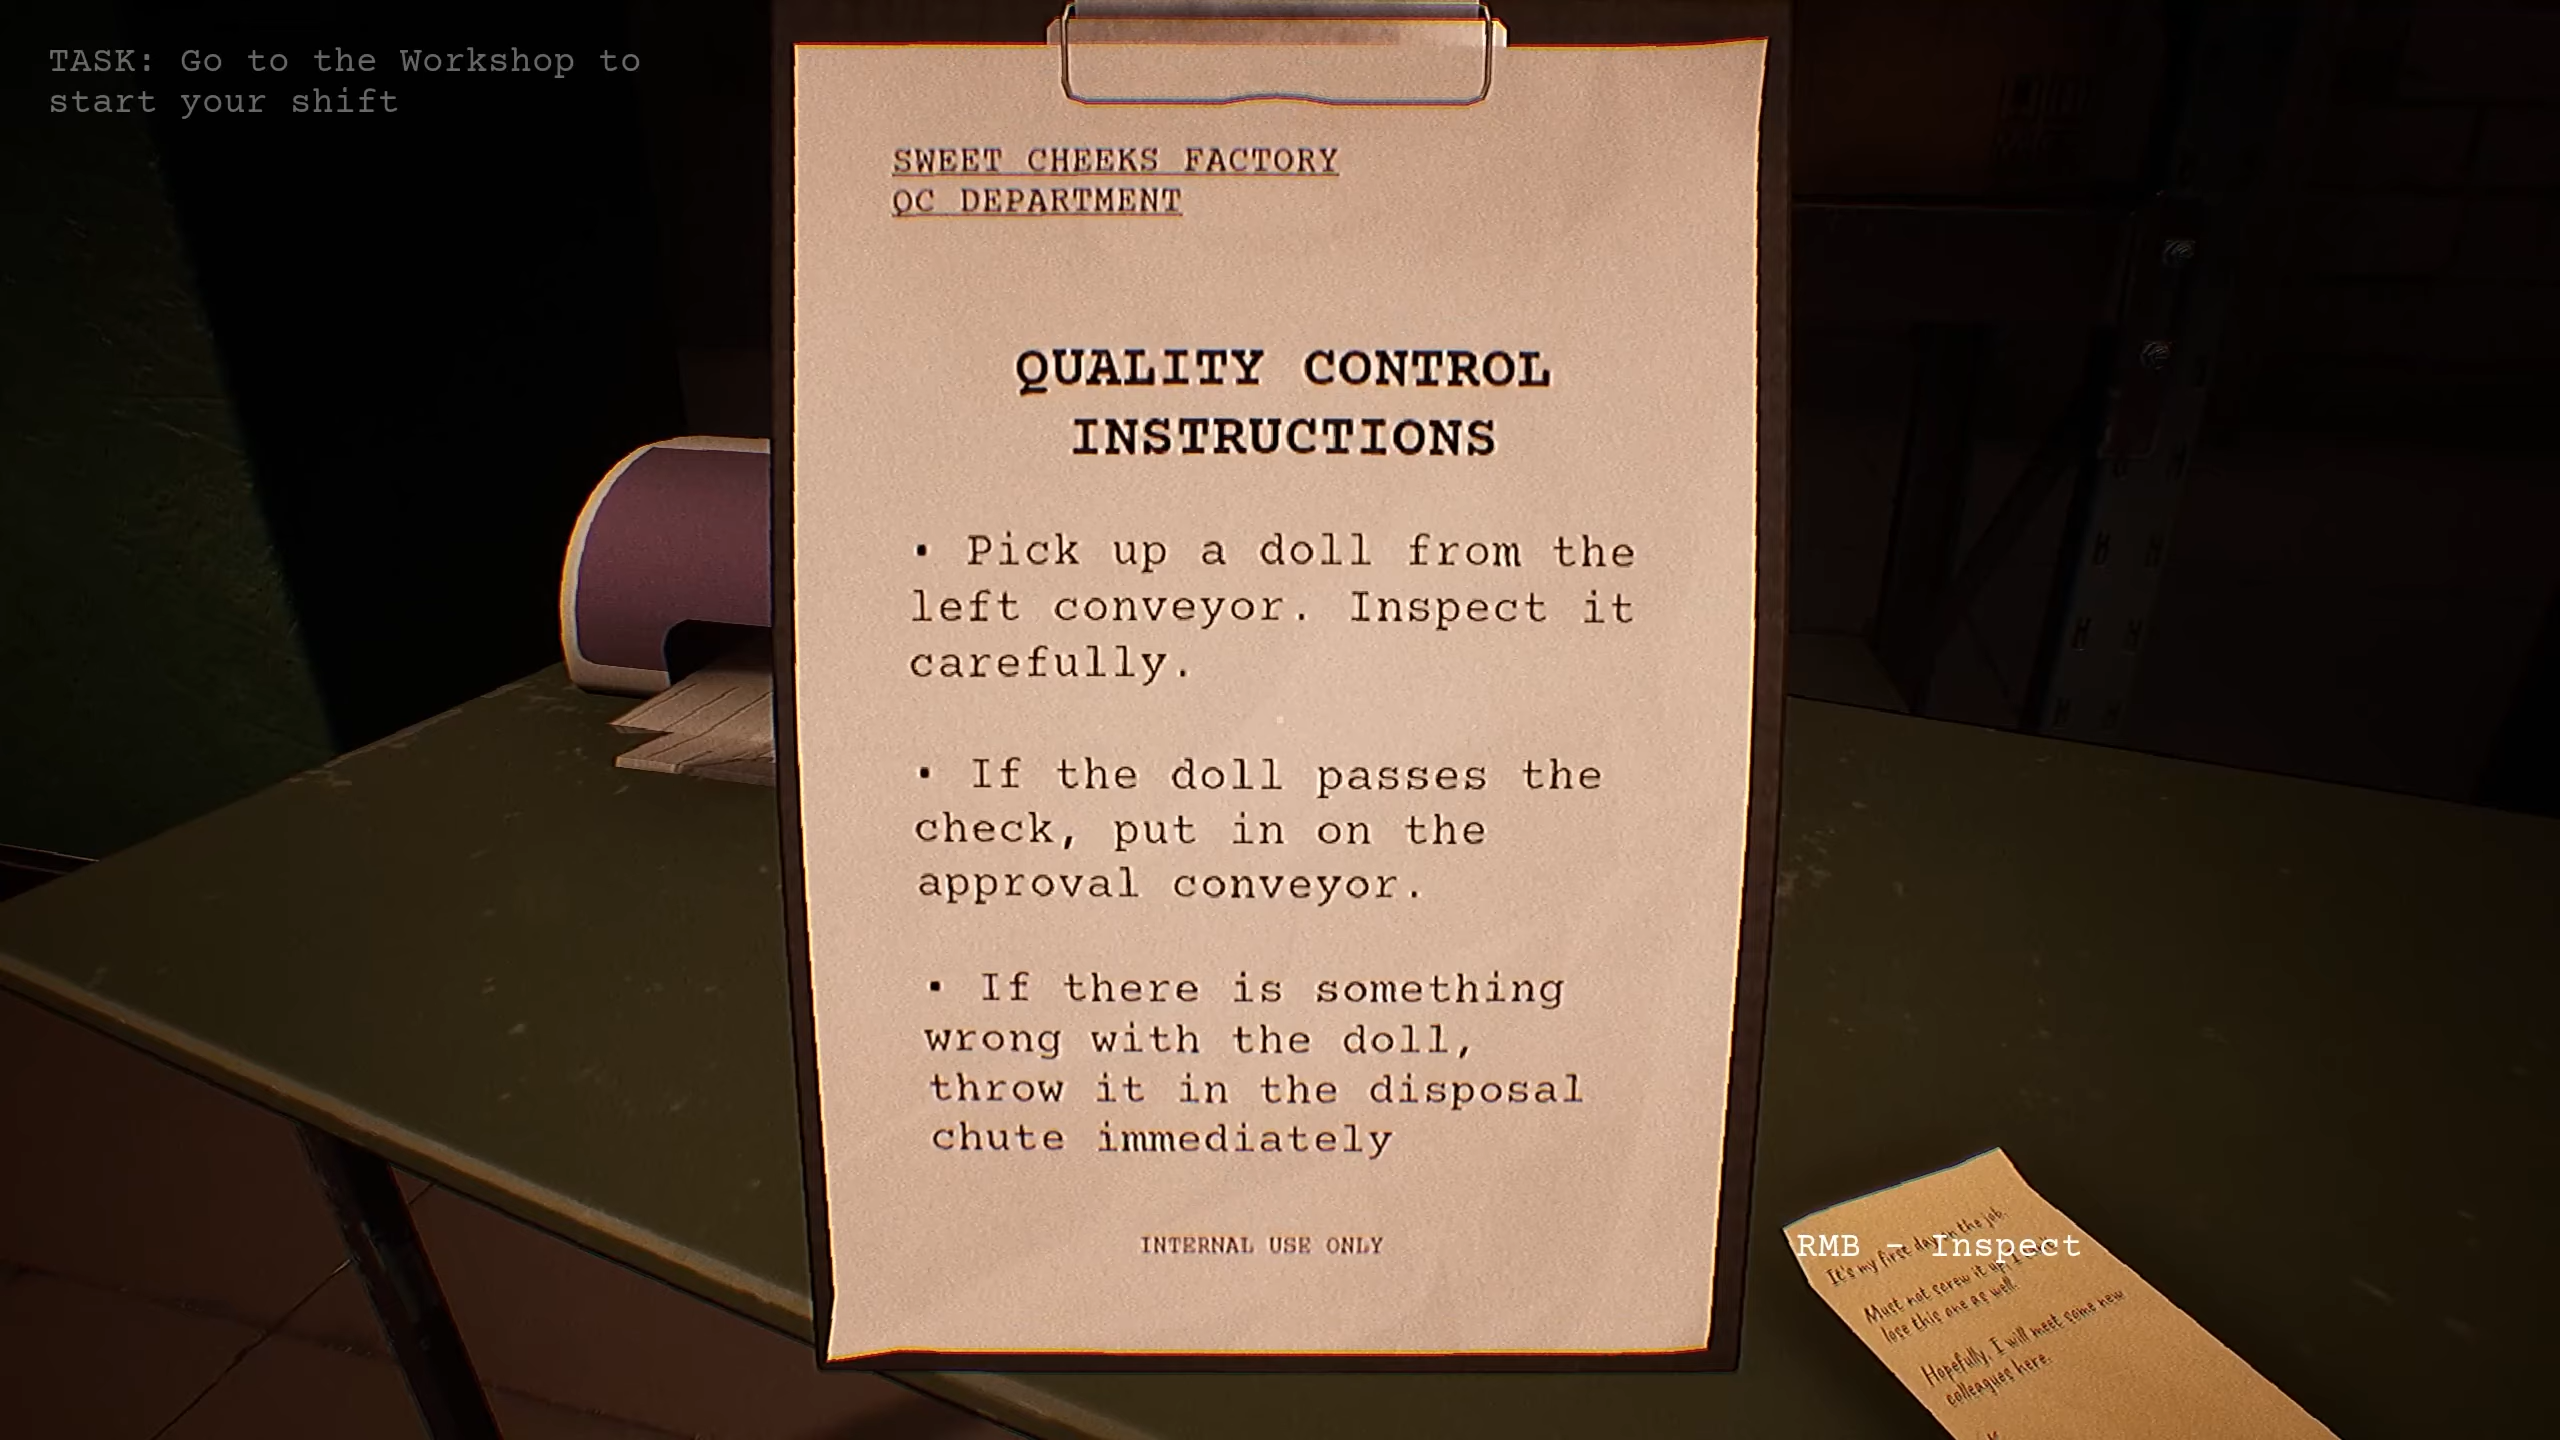 TASK: Go to the Workshop to
start your shift
SWEET CHEEKS FACTORY
QC DEPARTMENT
QUALITY CONTROL
INSTRUCTIONS
• Pick up a doll from the
left conveyor. Inspect it
carefully.
• If the doll passes the
check, put in on the
approval conveyor.
• If there is something
wrong with the doll,
throw it in the disposal
chute immediately
INTERNAL USE ONLY
RMB - Inspect
It's my first day on the job.
Must not screw it up, I
lose this one as well.
Hopefully, I will meet some new
colleagues here.